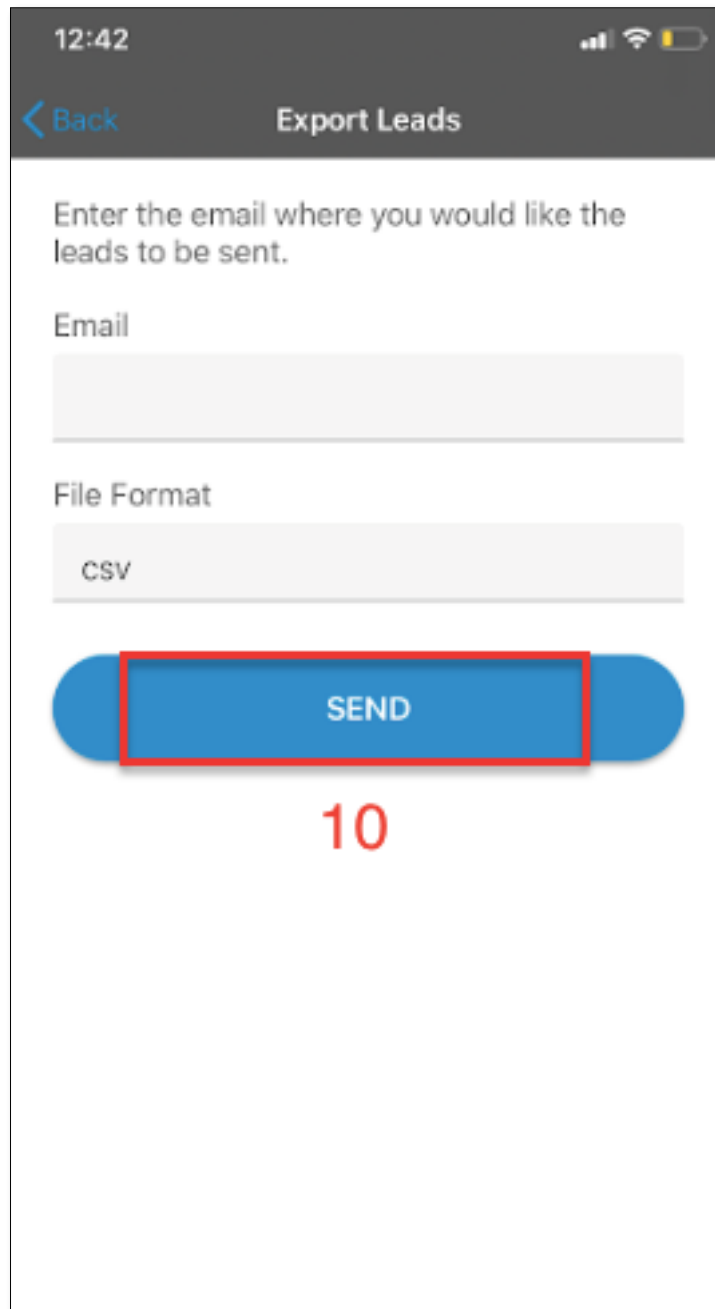 12:42
Back
Export Leads
Enter the email where you would like the
leads to be sent.
Email
File Format
csv
SEND
10